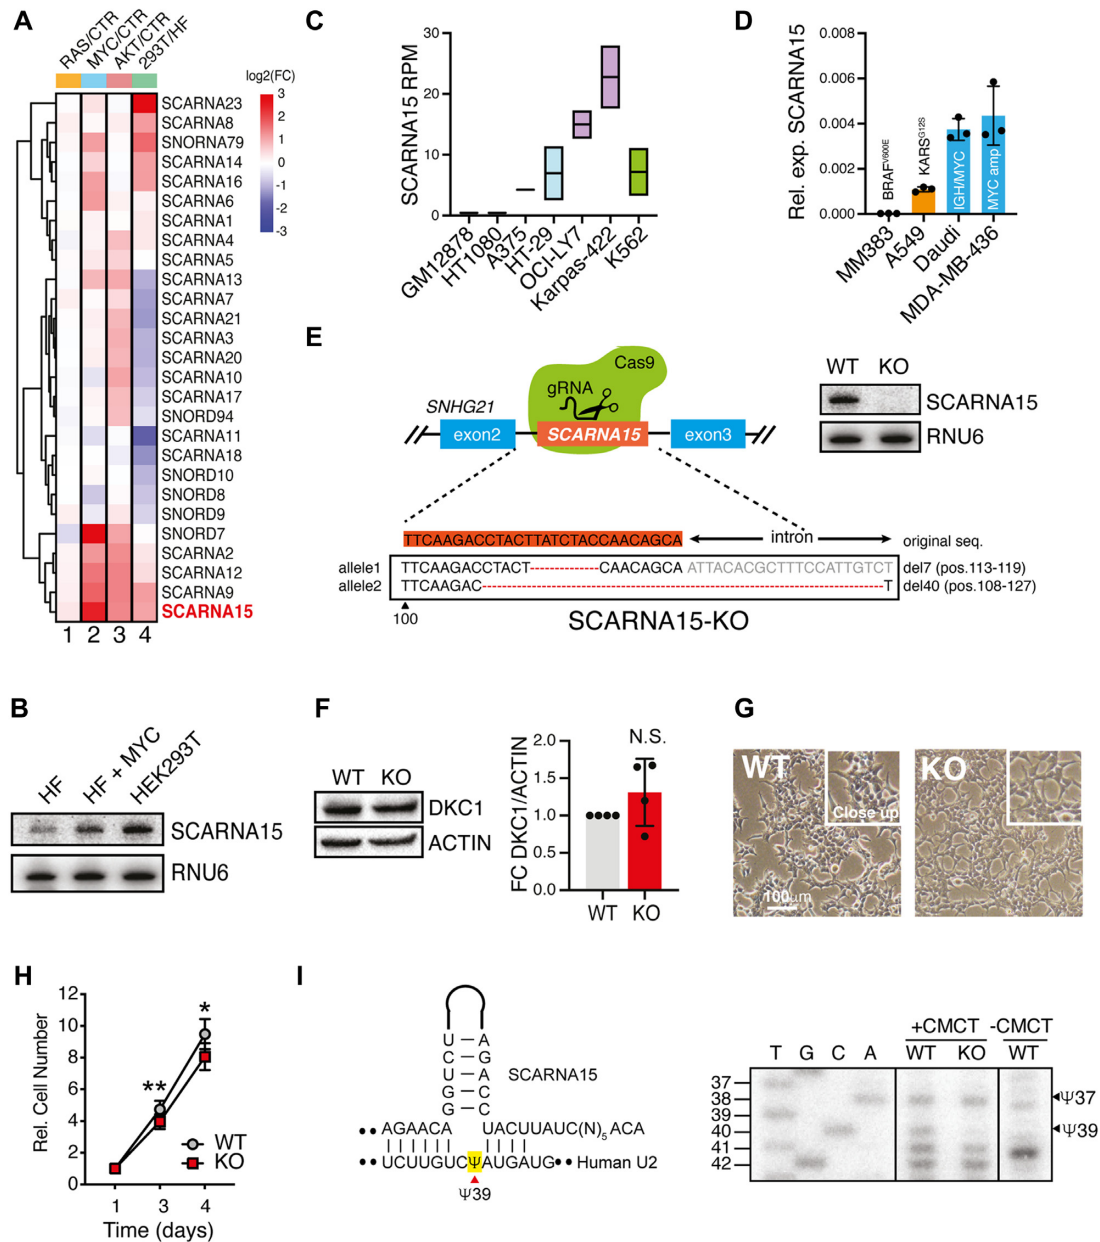 A
RAS/CTR
MYC/CTR
AKT/CTR
293T/HF
log2(FC)
3
2
1
0
-1
-2
-3
SCARNA23
SCARNA8
SNORNA79
SCARNA14
SCARNA16
SCARNA6
SCARNA1
SCARNA4
SCARNA5
SCARNA13
SCARNA7
SCARNA21
SCARNA3
SCARNA20
SCARNA10
SCARNA17
SNORD94
SCARNA11
SCARNA18
SNORD10
SNORD8
SNORD9
SNORD7
SCARNA2
SCARNA12
SCARNA9
SCARNA15
1 2 3 4
B
HF
HF + MYC
HEK293T
SCARNA15
RNU6
C
SCARNA15 RPM
30
20
10
0
GM12878
HT1080
A375
HT-29
OCI-LY7
Karpas-422
K562
D
Rel. exp. SCARNA15
0.008
0.006
0.004
0.002
0.000
BRAFV600E
KARSG12S
IGH/MYC
MYC amp
MM383
A549
Daudi
MDA-MB-436
E
Cas9
gRNA
SNHG21
exon2
SCARNA15
exon3
WT KO
SCARNA15
RNU6
TTCAAGACCTACTTATCTACCAACAGCA
intron
original seq.
allele1 TTCAAGACCTACT-----------CAACAGCA ATTACACGCTTTCCATTGTCT del7 (pos.113-119)
allele2 TTCAAGAC-----------T del40 (pos.108-127)
100
SCARNA15-KO
F
WT KO
DKC1
ACTIN
FC DKC1/ACTIN
2.0
1.5
1.0
0.5
0.0
N.S.
WT KO
G
WT
Close up
100um
KO
H
Rel. Cell Number
12
10
8
6
4
2
0
**
*
WT
KO
1 3 4
Time (days)
I
U – A
C – G
U – A
G – C
G – C
SCARNA15
•• AGAACA UACUUAUC(N)5 ACA
•• UCUUGUCΨAUGAUG•• Human U2
Ψ39
+CMCT -CMCT
T G C A WT KO WT
37
38
39
40
41
42
Ψ37
Ψ39